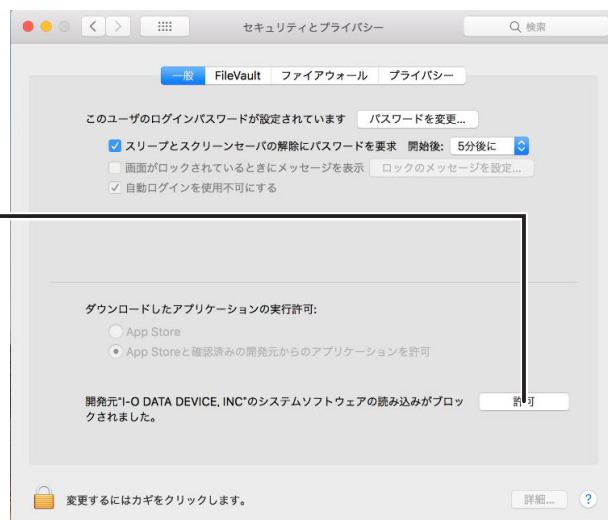 セキュリティとプライバシー
検索
一般 FileVault ファイアウォール プライバシー
このユーザのログインパスワードが設定されています パスワードを変更...
スリープとスクリーンセーバの解除にパスワードを要求 開始後: 5分後に
画面がロックされているときにメッセージを表示 ロックのメッセージを設定...
自動ログインを使用不可にする
ダウンロードしたアプリケーションの実行許可:
App Store
App Storeと確認済みの開発元からのアプリケーションを許可
開発元"I-O DATA DEVICE, INC"のシステムソフトウェアの読み込みがブロッ
クされました。
許可
変更するにはカギをクリックします。
詳細...
?